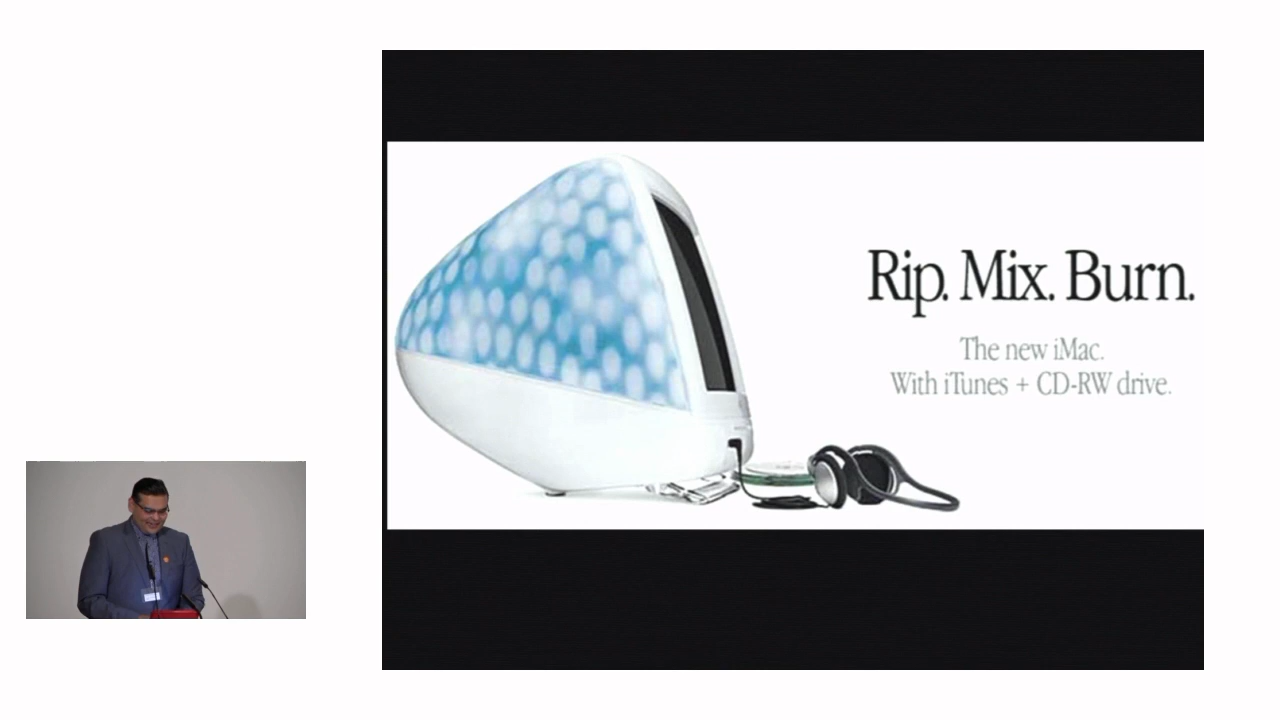 Rip. Mix. Burn.
The new iMac.
With iTunes + CD-RW drive.